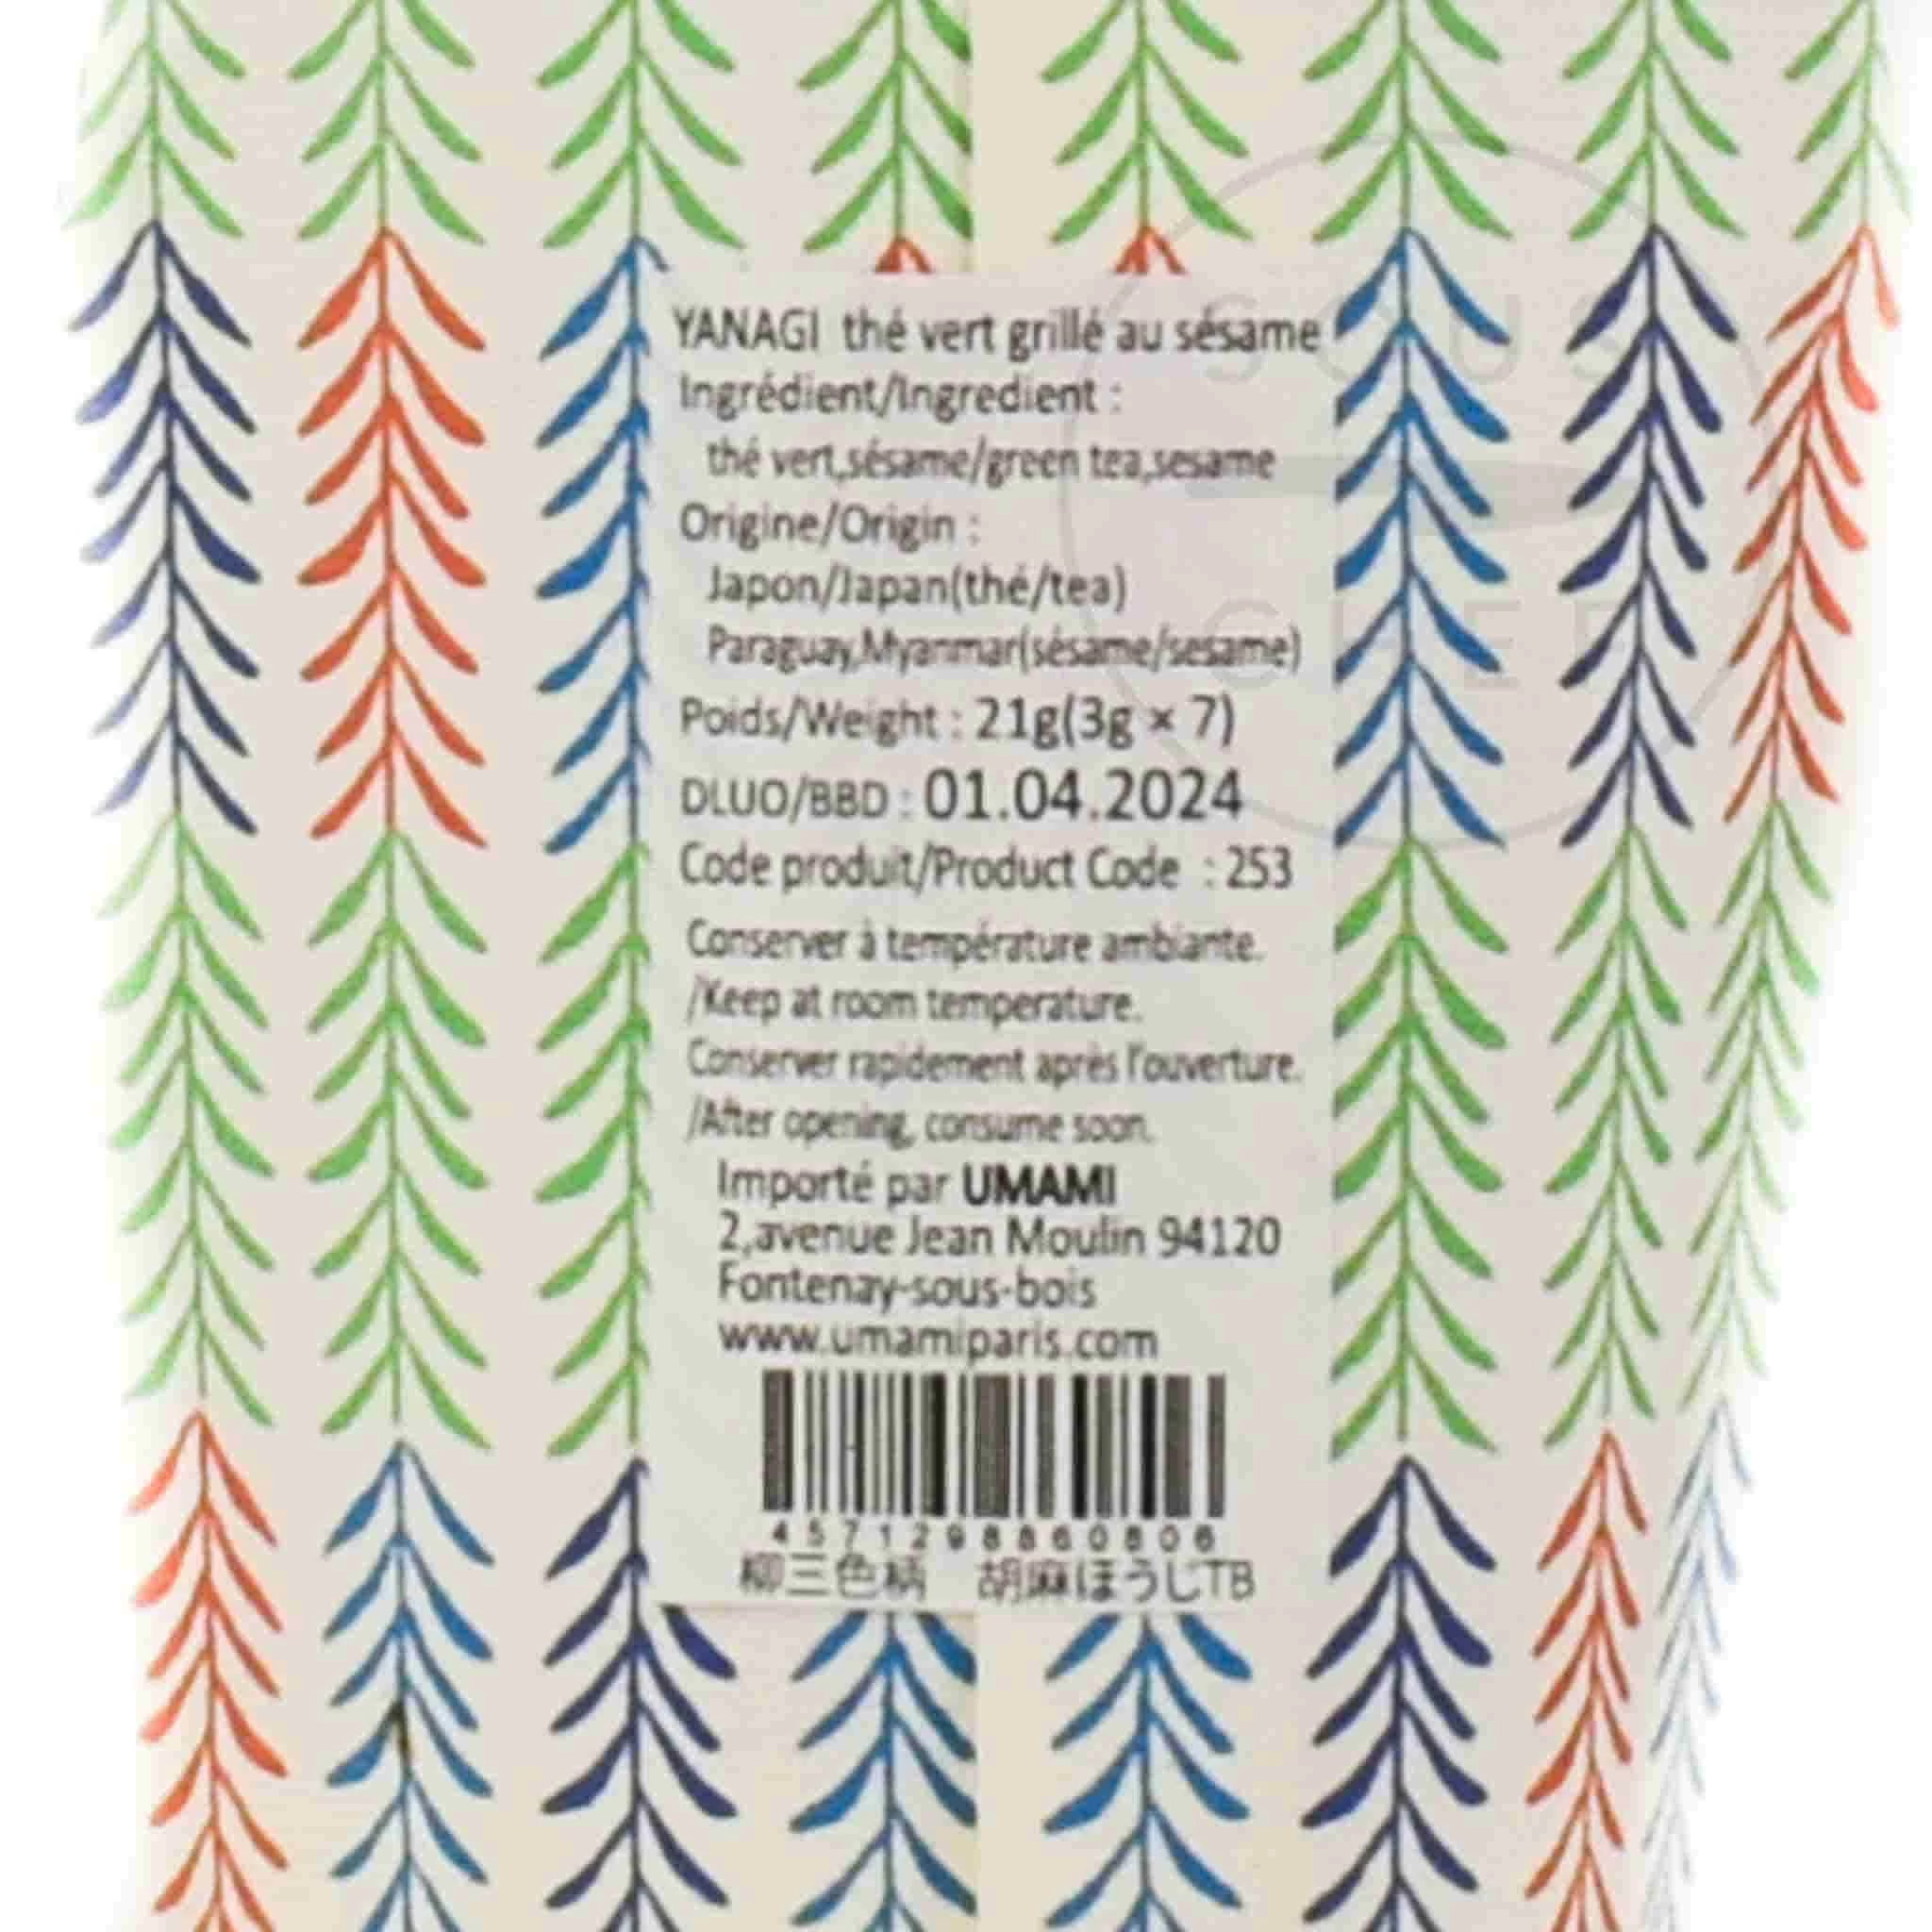 YANAGI thé vert grillé au sésame
Ingrédient/Ingredient :
thé vert,sésame/green tea,sesame
Origine/Origin :
Japon/Japan(thé/tea)
Paraguay,Myanmar(sésame/sesame)
Poids/Weight : 21g(3g × 7)
DLUO/BBD : 01.04.2024
Code produit/Product Code : 253
Conserver à température ambiante.
/Keep at room temperature.
Conserver rapidement après l'ouverture.
/After opening, consume soon.
Importé par UMAMI
2,avenue Jean Moulin 94120
Fontenay-sous-bois
www.umamiparis.com
4571298860806
柳三色柄 胡麻ほうじTB
SOUS